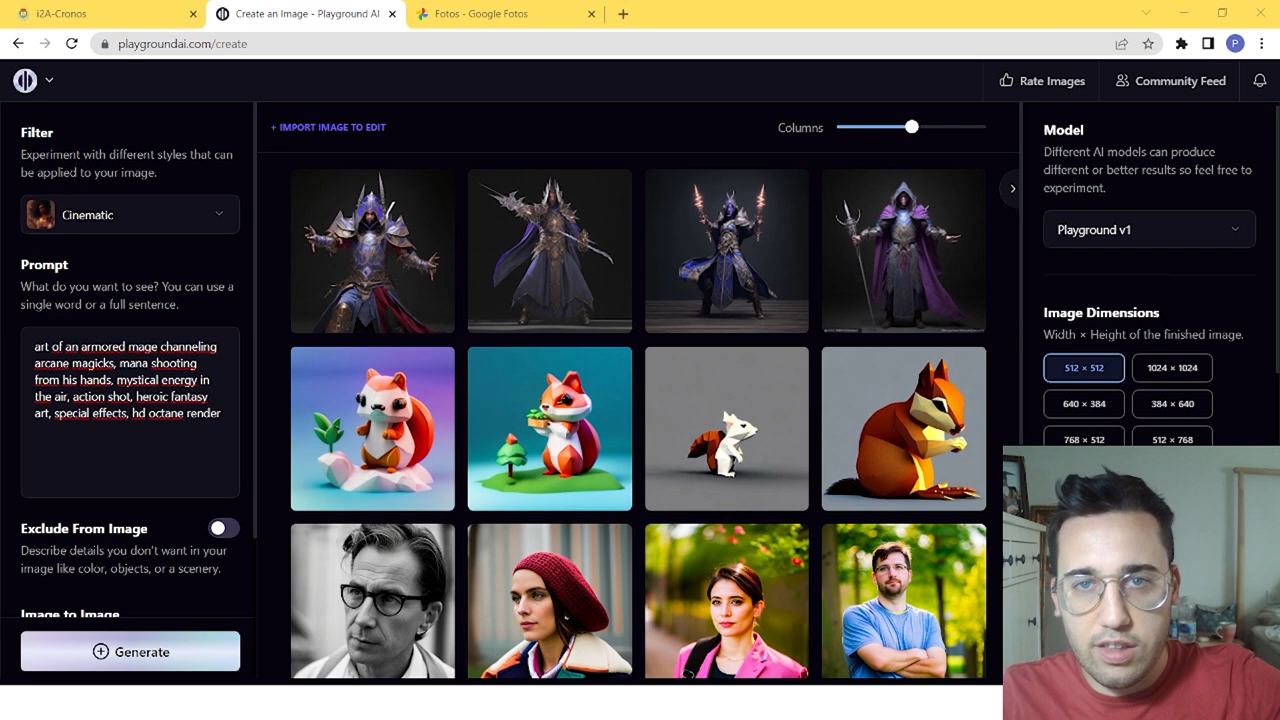 i2A-Cronos
Create an Image - Playground AI
Fotos - Google Fotos
playgroundai.com/create
P
Rate Images
Community Feed
Filter
Experiment with different styles that can
be applied to your image.
Cinematic
Prompt
What do you want to see? You can use a
single word or a full sentence.
art of an armored mage channeling
arcane magicks, mana shooting
from his hands, mystical energy in
the air, action shot, heroic fantasy
art, special effects, hd octane render
Exclude From Image
Describe details you don't want in your
image like color, objects, or a scenery.
Image to Image
Generate
+ IMPORT IMAGE TO EDIT
Columns
Model
Different AI models can produce
different or better results so feel free to
experiment.
Playground v1
Image Dimensions
Width × Height of the finished image.
512 × 512
1024 × 1024
640 × 384
384 × 640
768 × 512
512 × 768